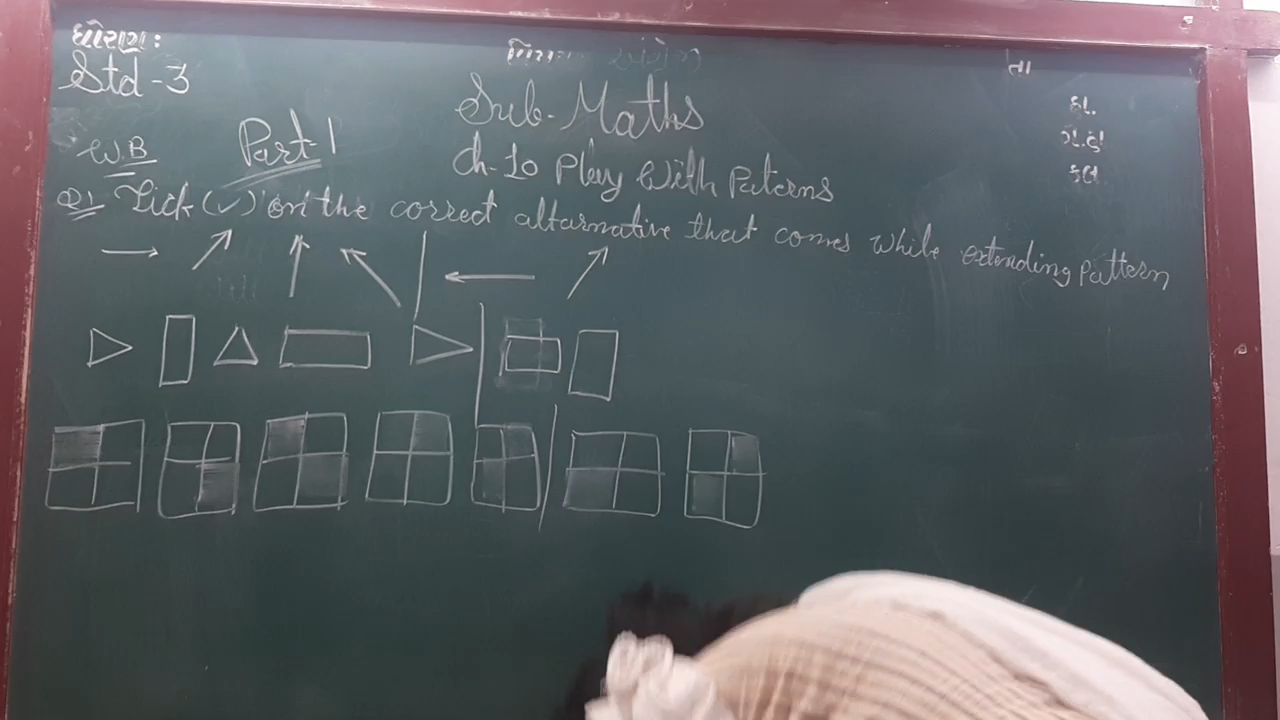 ધોરણ:
Std-3
તા
Sub-Maths
હા.
ગે.હા
કુલ
W.B
Part-1
Ch-10 Play With Paterns
Q1 Tick (✓) on the correct altarnative that comes while extending Pattern